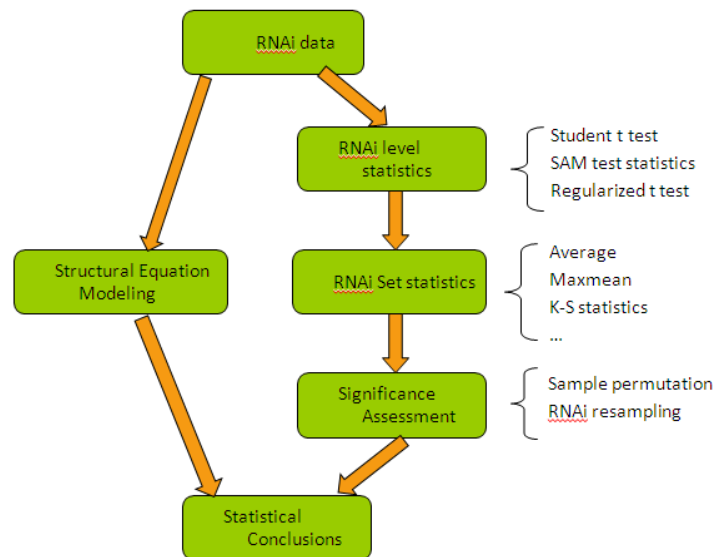 RNAi data
RNAi level
statistics
Student t test
SAM test statistics
Regularized t test
Structural Equation
Modeling
RNAi Set statistics
Average
Maxmean
K-S statistics
...
Significance
Assessment
Sample permutation
RNAi resampling
Statistical
Conclusions